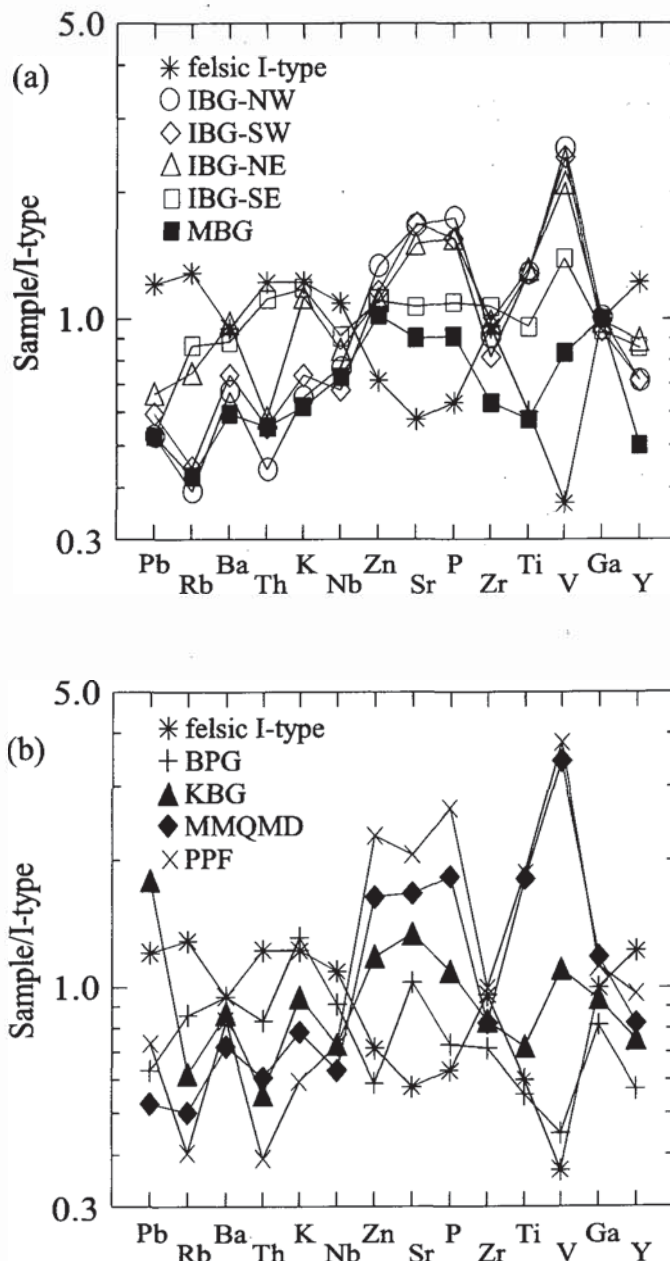 5.0
(a)
felsic I-type
IBG-NW
IBG-SW
IBG-NE
IBG-SE
MBG
Sample/I-type
1.0
0.3
Pb Ba K Zn P Ti Ga
Rb Th Nb Sr Zr V Y
5.0
(b)
felsic I-type
BPG
KBG
MMQMD
PPF
Sample/I-type
1.0
0.3
Pb Ba K Zn P Ti Ga
Rb Th Nb Sr Zr V Y